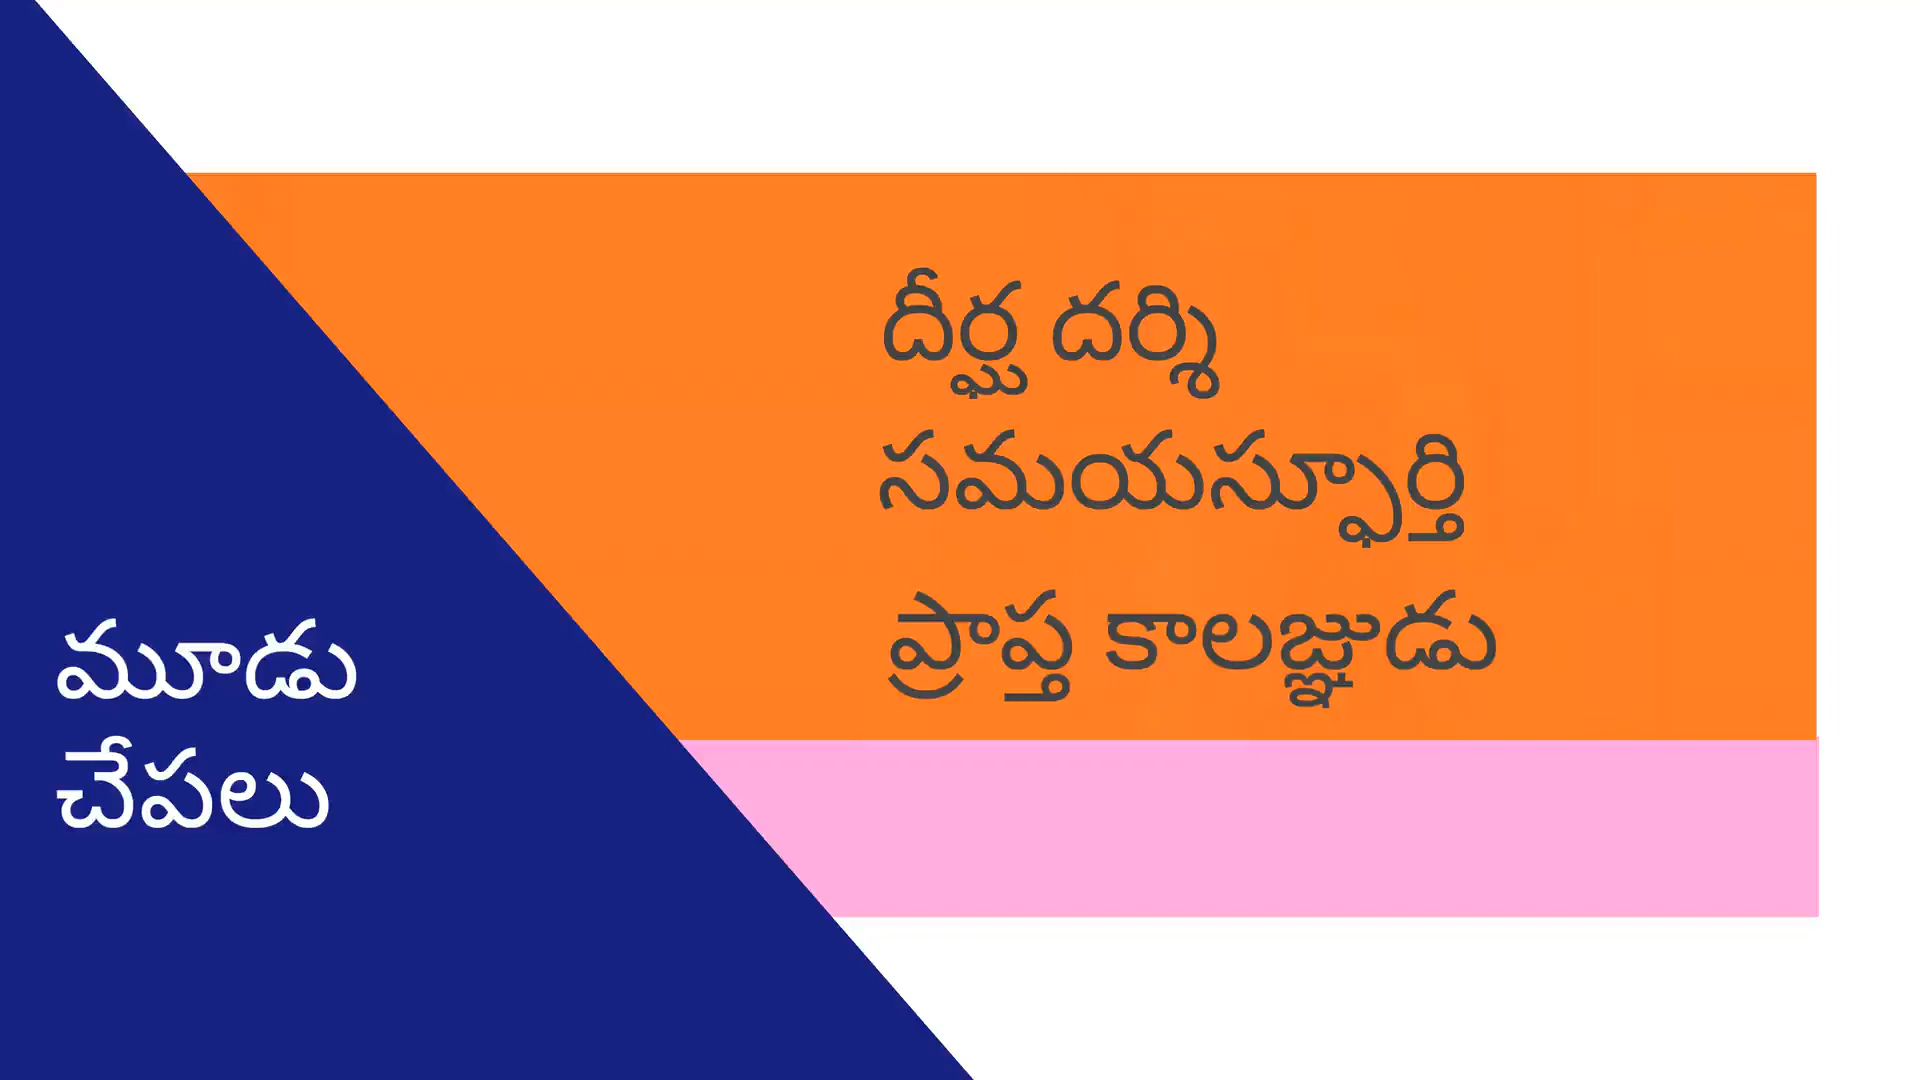 మూడు
చేపలు
దీర్ఘ దర్శి
సమయస్ఫూర్తి
ప్రాప్త కాలజ్ఞుడు